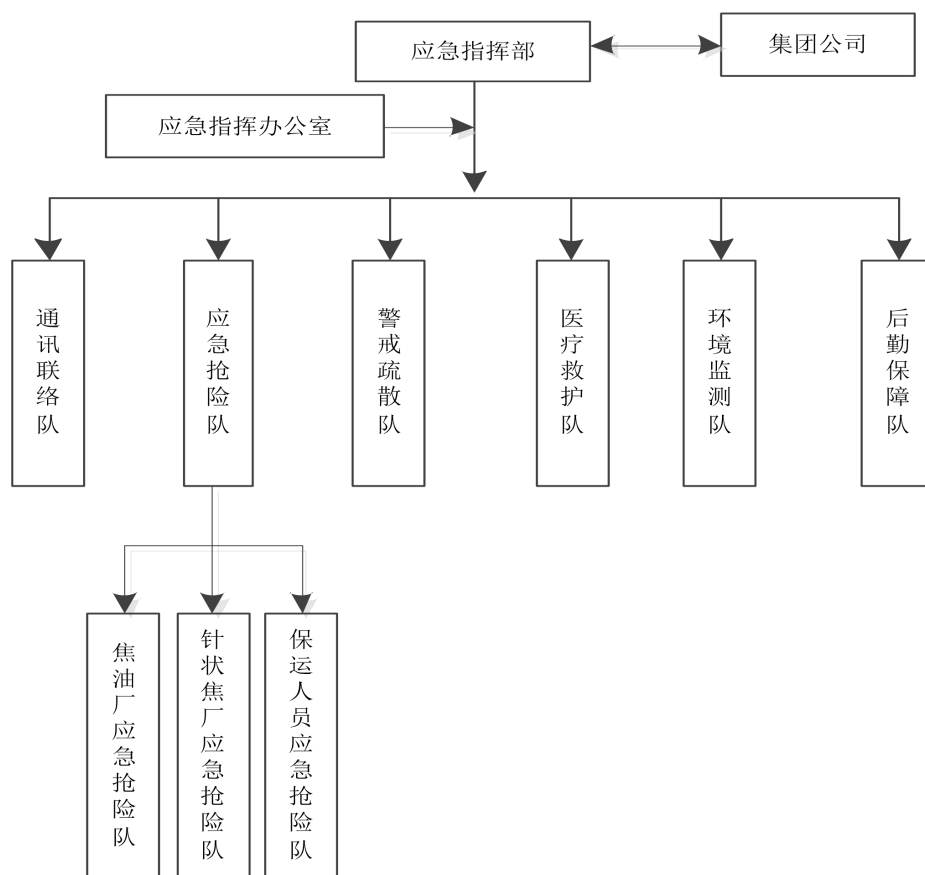 应急指挥部
集团公司
应急指挥办公室
通讯联络队
应急抢险队
警戒疏散队
医疗救护队
环境监测队
后勤保障队
焦油厂应急抢险队
针状焦厂应急抢险队
保运人员应急抢险队